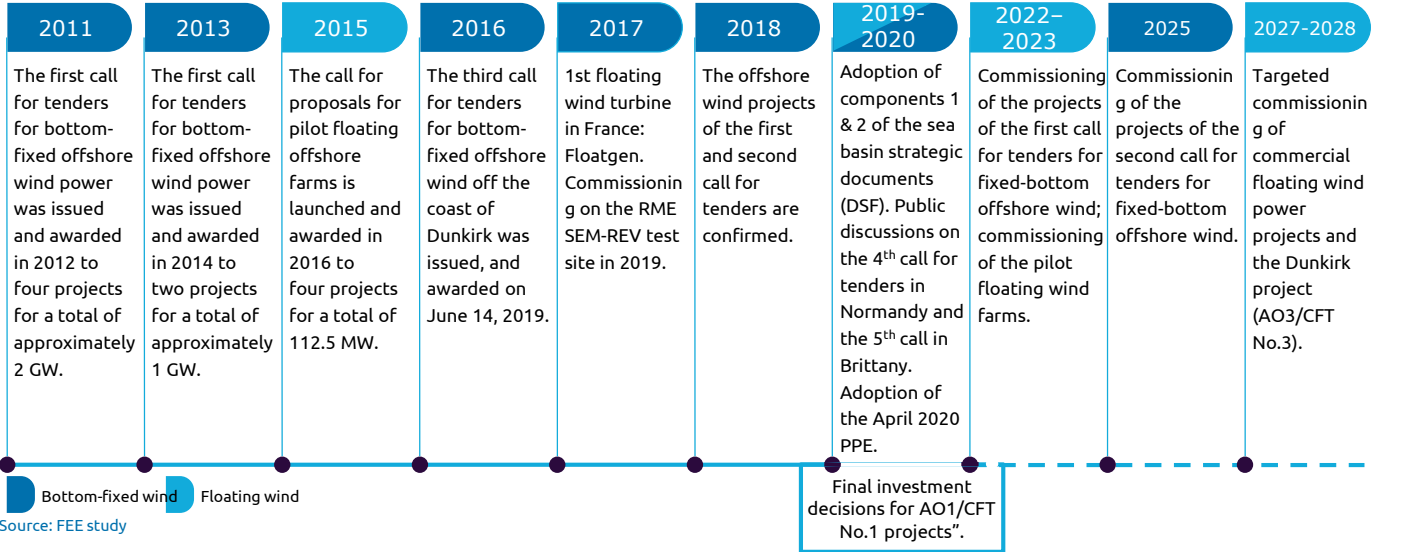 2011
The first call
for tenders
for bottom-
fixed offshore
wind power
was issued
and awarded
in 2012 to
four projects
for a total of
approximately
2 GW.
2013
The first call
for tenders
for bottom-
fixed offshore
wind power
was issued
and awarded
in 2014 to
two projects
for a total of
approximately
1 GW.
2015
The call for
proposals for
pilot floating
offshore
farms is
launched and
awarded in
2016 to
four projects
for a total of
112.5 MW.
2016
The third call
for tenders
for bottom-
fixed offshore
wind off the
coast of
Dunkirk was
issued, and
awarded on
June 14, 2019.
2017
1st floating
wind turbine
in France:
Floatgen.
Commissionin
g on the RME
SEM-REV test
site in 2019.
2018
The offshore
wind projects
of the first
and second
call for
tenders are
confirmed.
2019-
2020
Adoption of
components 1
& 2 of the sea
basin strategic
documents
(DSF). Public
discussions on
the 4th call for
tenders in
Normandy and
the 5th call in
Brittany.
Adoption of
the April 2020
PPE.
2022–
2023
Commissioning
of the projects
of the first call
for tenders for
fixed-bottom
offshore wind;
commissioning
of the pilot
floating wind
farms.
2025
Commissionin
g of the
projects of the
second call for
tenders for
fixed-bottom
offshore wind.
2027-2028
Targeted
commissionin
g of
commercial
floating wind
power
projects and
the Dunkirk
project
(AO3/CFT
No.3).
Final investment
decisions for AO1/CFT
No.1 projects”.
Bottom-fixed wind
Floating wind
Source: FEE study